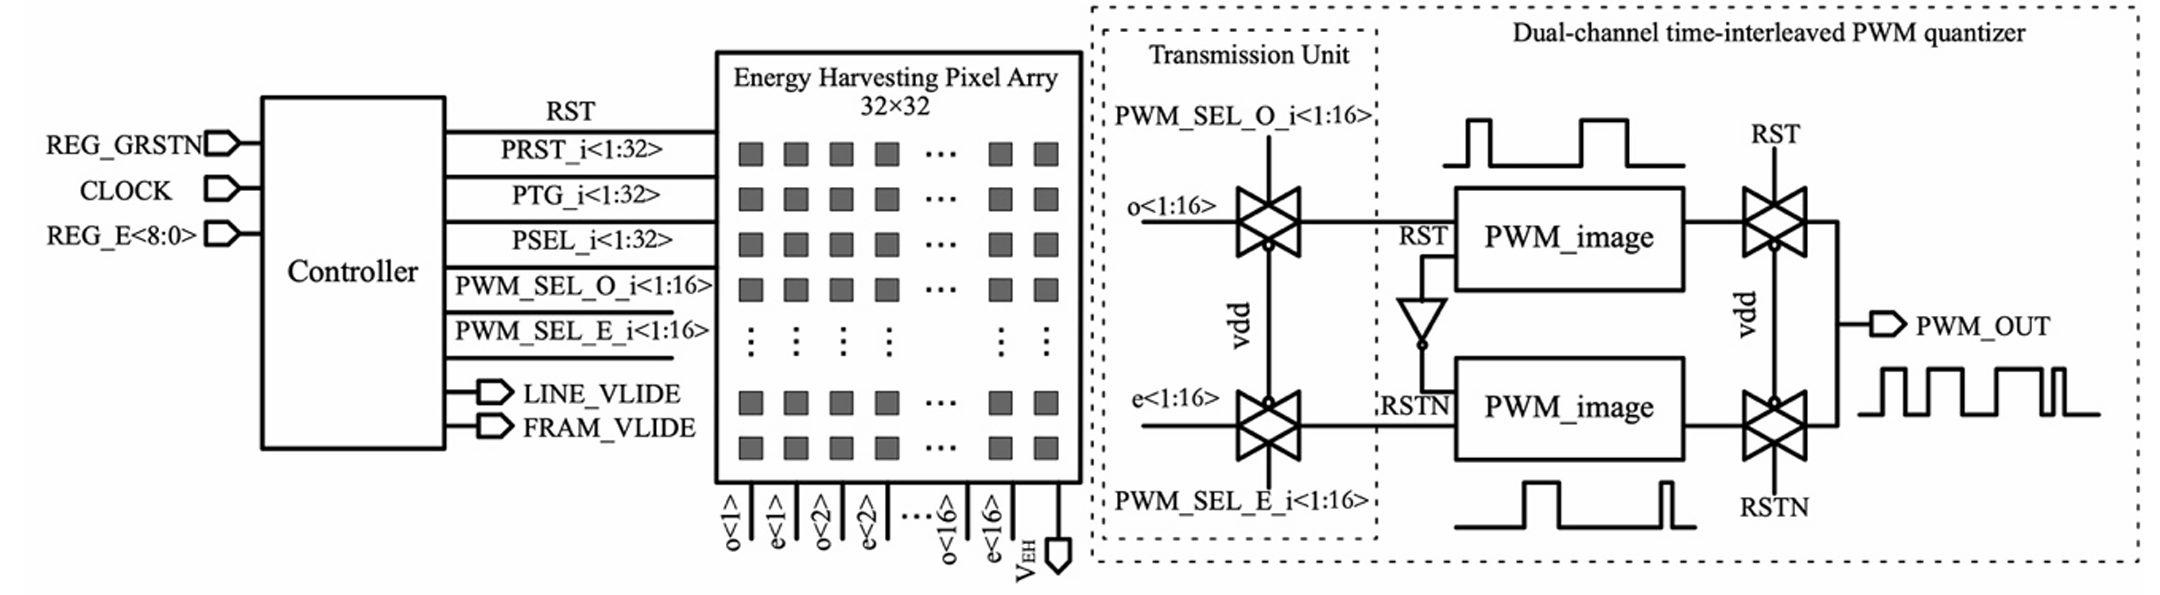 REG_GRSTN
CLOCK
REG_E<8:0>
Controller
RST
PRST_i<1:32>
PTG_i<1:32>
PSEL_i<1:32>
PWM_SEL_O_i<1:16>
PWM_SEL_E_i<1:16>
LINE_VLIDE
FRAM_VLIDE
Energy Harvesting Pixel Arry
32×32
...
...
...
...
...
...
o<1>
e<1>
o<2>
e<2>
...
o<16>
e<16>
VEH
Dual-channel time-interleaved PWM quantizer
Transmission Unit
PWM_SEL_O_i<1:16>
o<1:16>
vdd
e<1:16>
PWM_SEL_E_i<1:16>
RST
PWM_image
RSTN
PWM_image
RST
vdd
RSTN
PWM_OUT